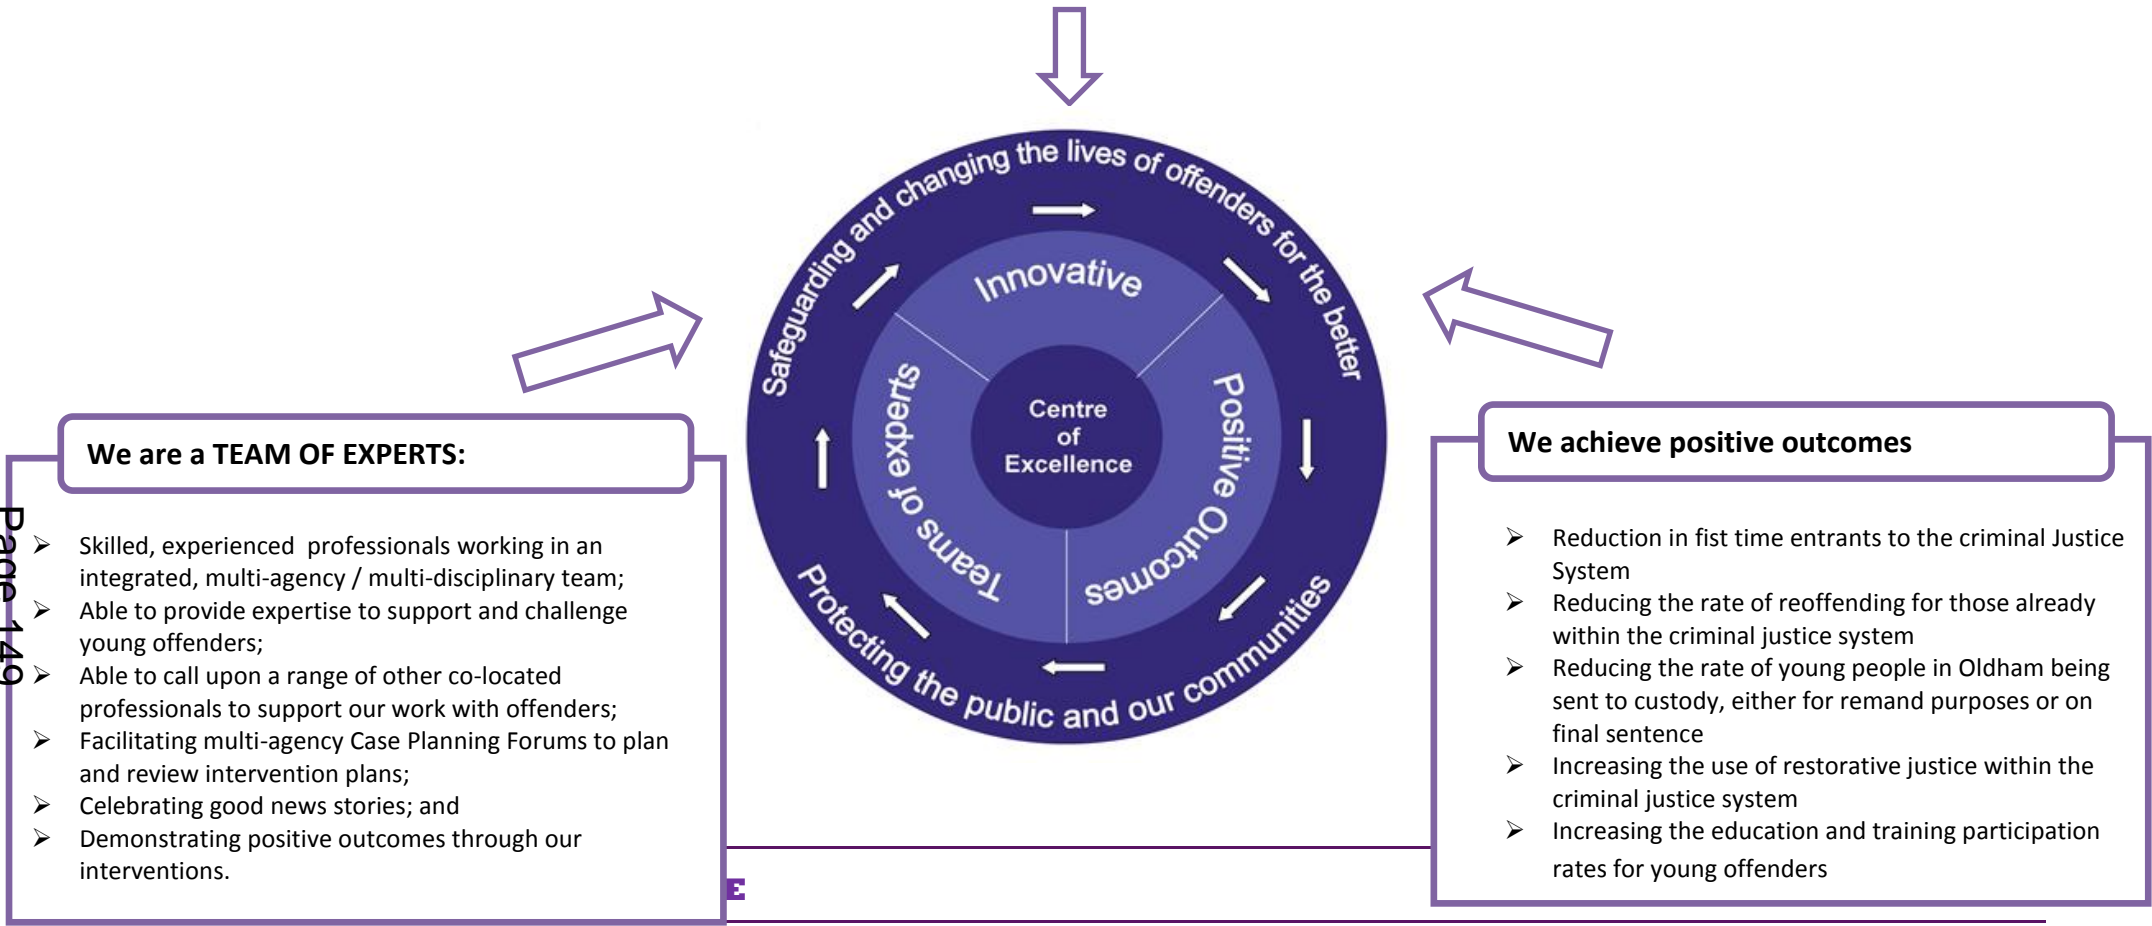 Safeguarding and changing the lives of offenders for the better
Innovative
Teams of experts
Positive Outcomes
Centre
of
Excellence
Protecting the public and our communities
We are a TEAM OF EXPERTS:
Skilled, experienced professionals working in an
integrated, multi-agency / multi-disciplinary team;
Able to provide expertise to support and challenge
young offenders;
Able to call upon a range of other co-located
professionals to support our work with offenders;
Facilitating multi-agency Case Planning Forums to plan
and review intervention plans;
Celebrating good news stories; and
Demonstrating positive outcomes through our
interventions.
We achieve positive outcomes
Reduction in fist time entrants to the criminal Justice
System
Reducing the rate of reoffending for those already
within the criminal justice system
Reducing the rate of young people in Oldham being
sent to custody, either for remand purposes or on
final sentence
Increasing the use of restorative justice within the
criminal justice system
Increasing the education and training participation
rates for young offenders
Page 149
E